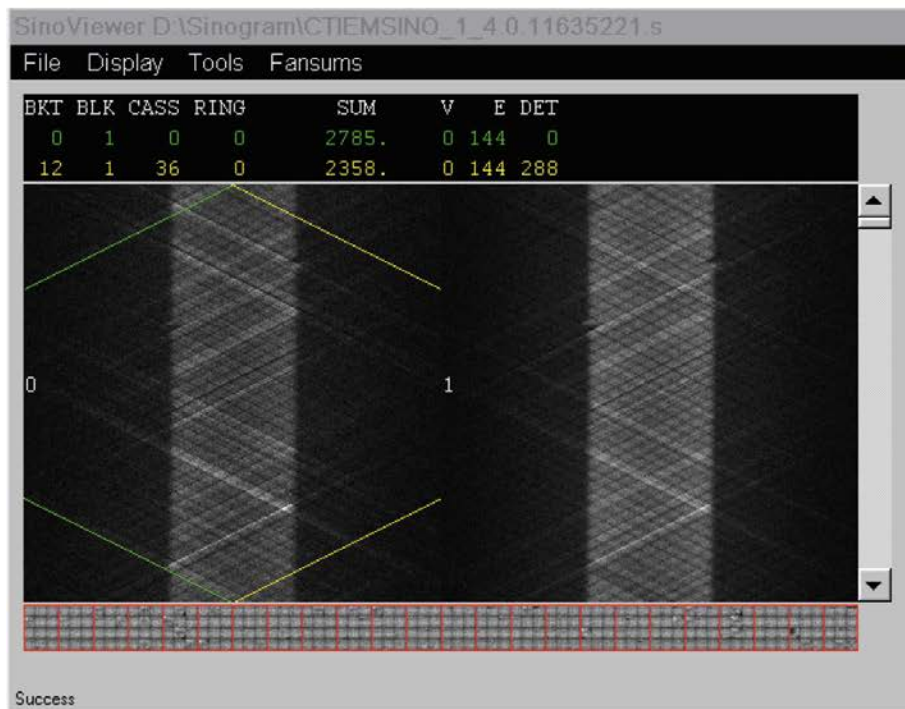 SinoViewer D:\Sinogram\CTIEMSINO_1_4.0.11635221.s
File Display Tools Fansums
BKT BLK CASS RING SUM V E DET
0 1 0 0 2785. 0 144 0
12 1 36 0 2358. 0 144 288
0 1
Success